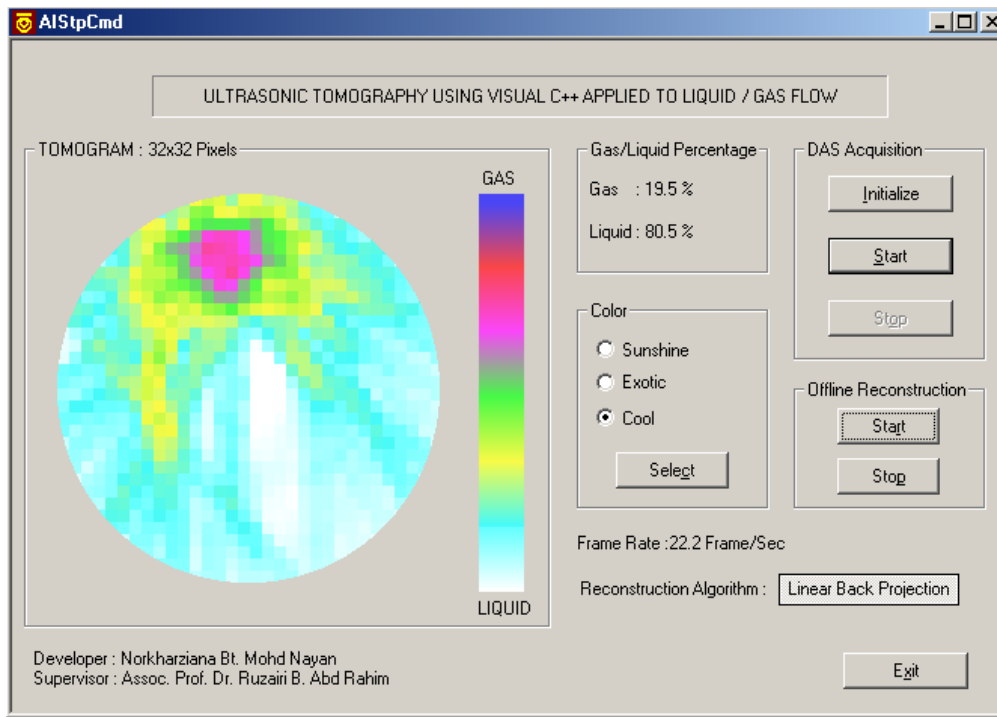 AlStpCmd
ULTRASONIC TOMOGRAPHY USING VISUAL C++ APPLIED TO LIQUID / GAS FLOW
TOMOGRAM : 32x32 Pixels
GAS
LIQUID
Gas/Liquid Percentage
Gas : 19.5 %
Liquid : 80.5 %
Color
Sunshine
Exotic
Cool
Select
DAS Acquisition
Initialize
Start
Stop
Offline Reconstruction
Start
Stop
Frame Rate :22.2 Frame/Sec
Reconstruction Algorithm : Linear Back Projection
Developer : Norkharziana Bt. Mohd Nayan
Supervisor : Assoc. Prof. Dr. Ruzairi B. Abd Rahim
Exit